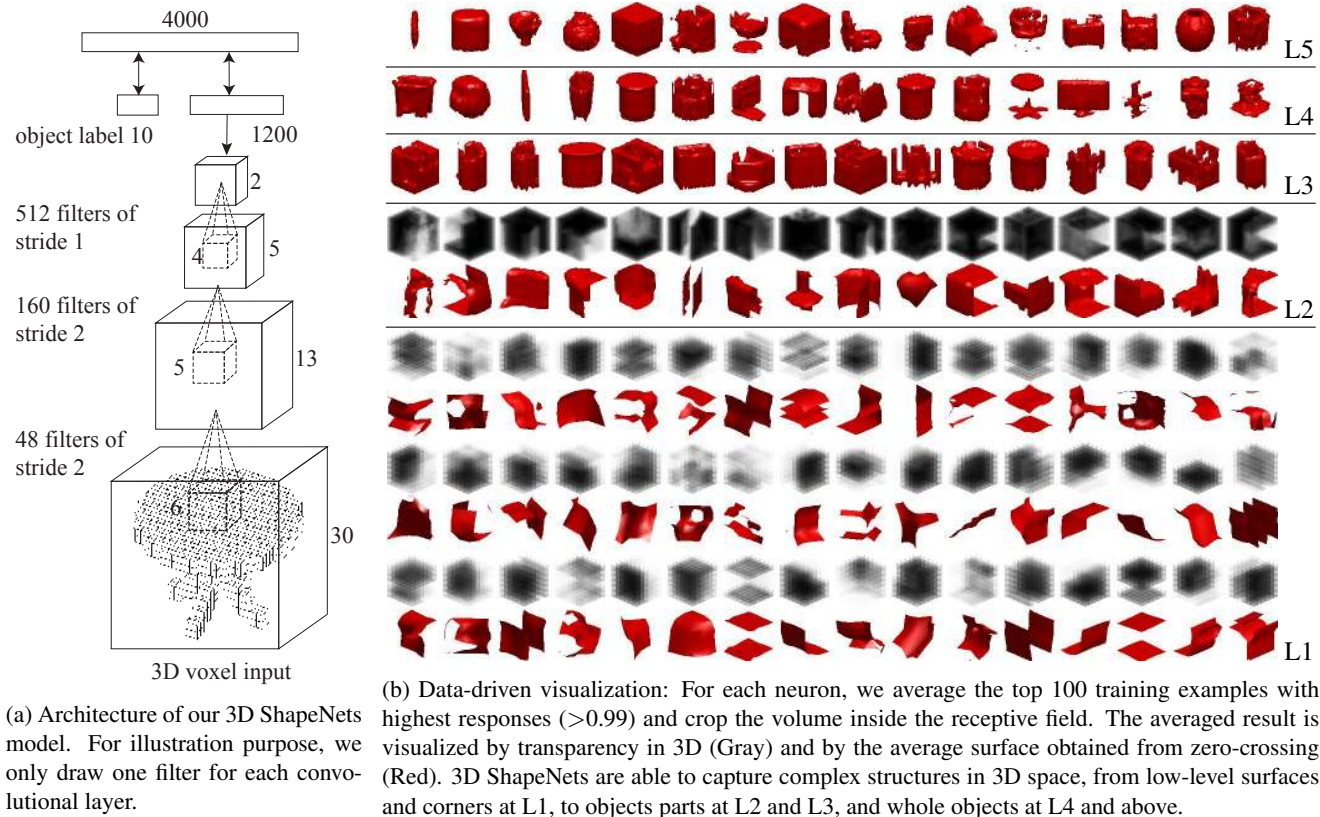 4000
object label 10
1200
2
512 filters of
stride 1
4
5
160 filters of
stride 2
5
13
48 filters of
stride 2
6
30
3D voxel input
(a) Architecture of our 3D ShapeNets
model. For illustration purpose, we
only draw one filter for each convo-
lutional layer.
L5
L4
L3
L2
L1
(b) Data-driven visualization: For each neuron, we average the top 100 training examples with
highest responses (>0.99) and crop the volume inside the receptive field. The averaged result is
visualized by transparency in 3D (Gray) and by the average surface obtained from zero-crossing
(Red). 3D ShapeNets are able to capture complex structures in 3D space, from low-level surfaces
and corners at L1, to objects parts at L2 and L3, and whole objects at L4 and above.